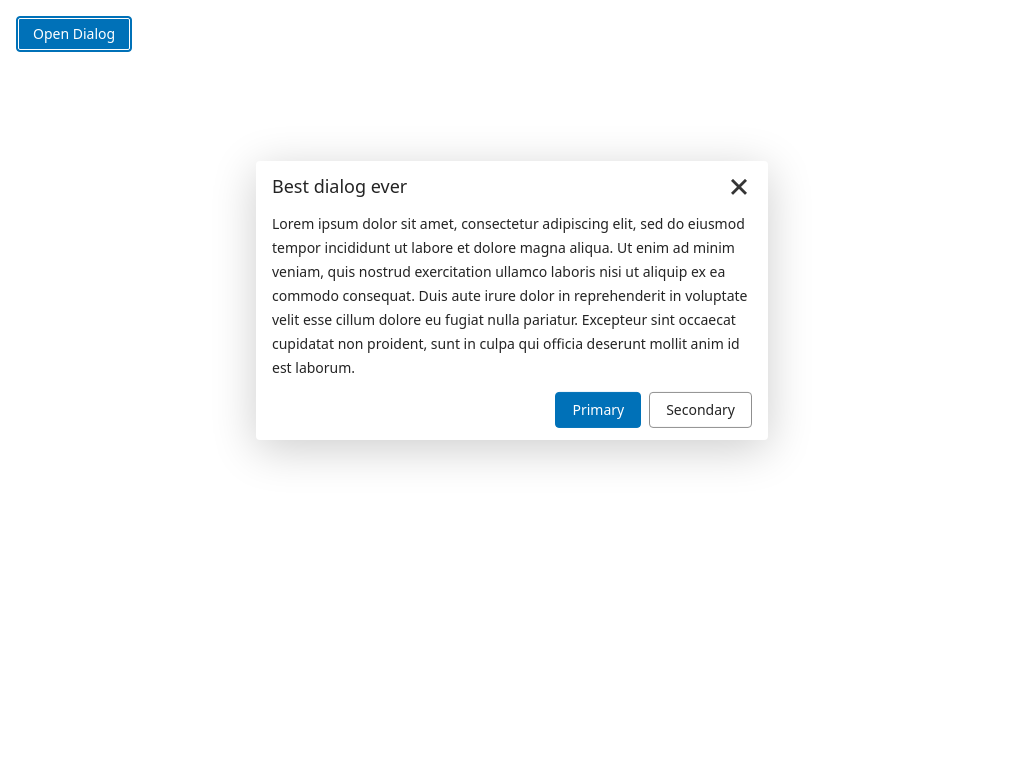 Open Dialog
Best dialog ever
Lorem ipsum dolor sit amet, consectetur adipiscing elit, sed do eiusmod
tempor incididunt ut labore et dolore magna aliqua. Ut enim ad minim
veniam, quis nostrud exercitation ullamco laboris nisi ut aliquip ex ea
commodo consequat. Duis aute irure dolor in reprehenderit in voluptate
velit esse cillum dolore eu fugiat nulla pariatur. Excepteur sint occaecat
cupidatat non proident, sunt in culpa qui officia deserunt mollit anim id
est laborum.
Primary
Secondary